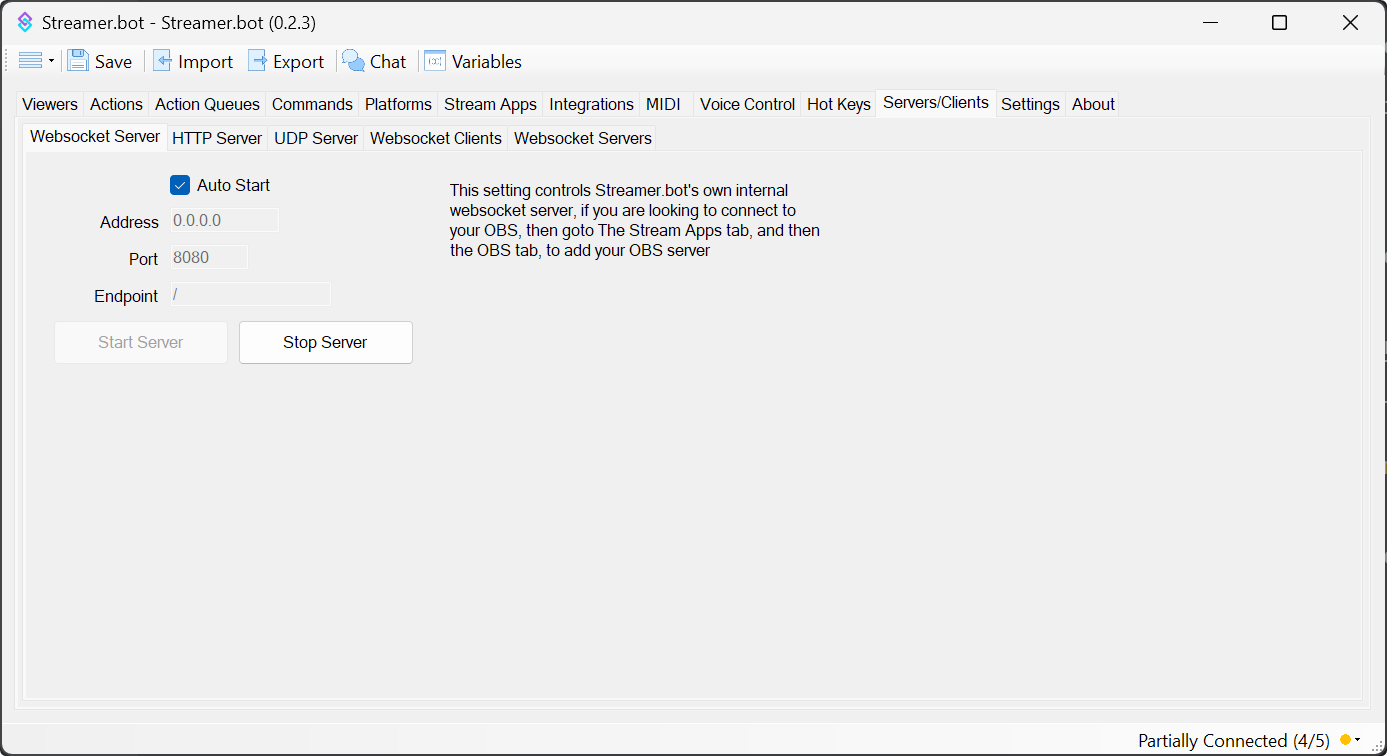 Streamer.bot - Streamer.bot (0.2.3)
Save Import Export Chat Variables
Viewers Actions Action Queues Commands Platforms Stream Apps Integrations MIDI Voice Control Hot Keys Servers/Clients Settings About
Websocket Server HTTP Server UDP Server Websocket Clients Websocket Servers
Auto Start
Address 0.0.0.0
Port 8080
Endpoint /
Start Server Stop Server
This setting controls Streamer.bot's own internal
websocket server, if you are looking to connect to
your OBS, then goto The Stream Apps tab, and then
the OBS tab, to add your OBS server
Partially Connected (4/5)